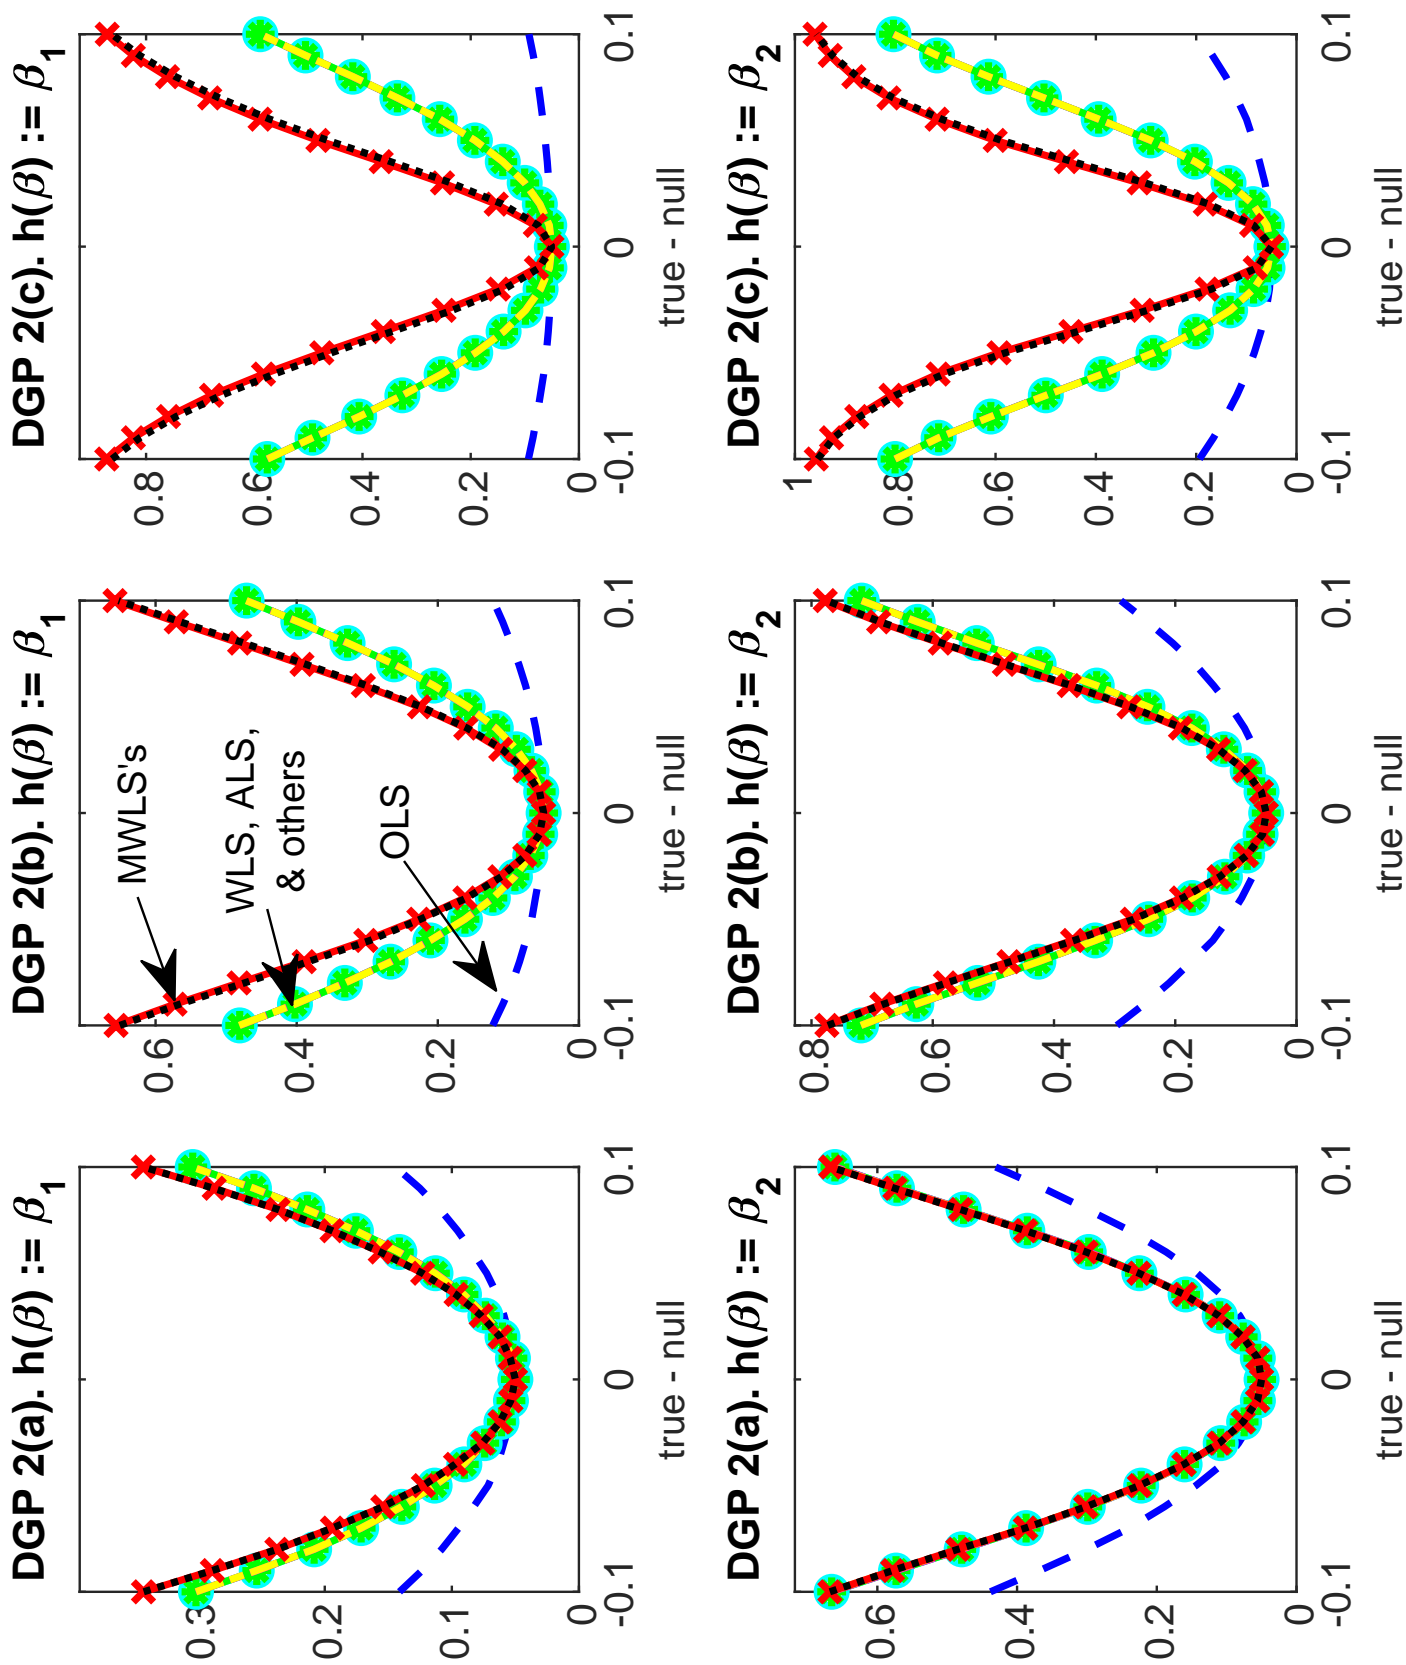 DGP 2(a). h(β) := β1
0.3
0.2
0.1
0
-0.1
0
0.1
true - null
DGP 2(b). h(β) := β1
MWLS's
WLS, ALS,
& others
OLS
0.6
0.4
0.2
0
-0.1
0
0.1
true - null
DGP 2(c). h(β) := β1
0.8
0.6
0.4
0.2
0
-0.1
0
0.1
true - null
DGP 2(a). h(β) := β2
0.6
0.4
0.2
0
-0.1
0
0.1
true - null
DGP 2(b). h(β) := β2
0.8
0.6
0.4
0.2
0
-0.1
0
0.1
true - null
DGP 2(c). h(β) := β2
1
0.8
0.6
0.4
0.2
0
-0.1
0
0.1
true - null